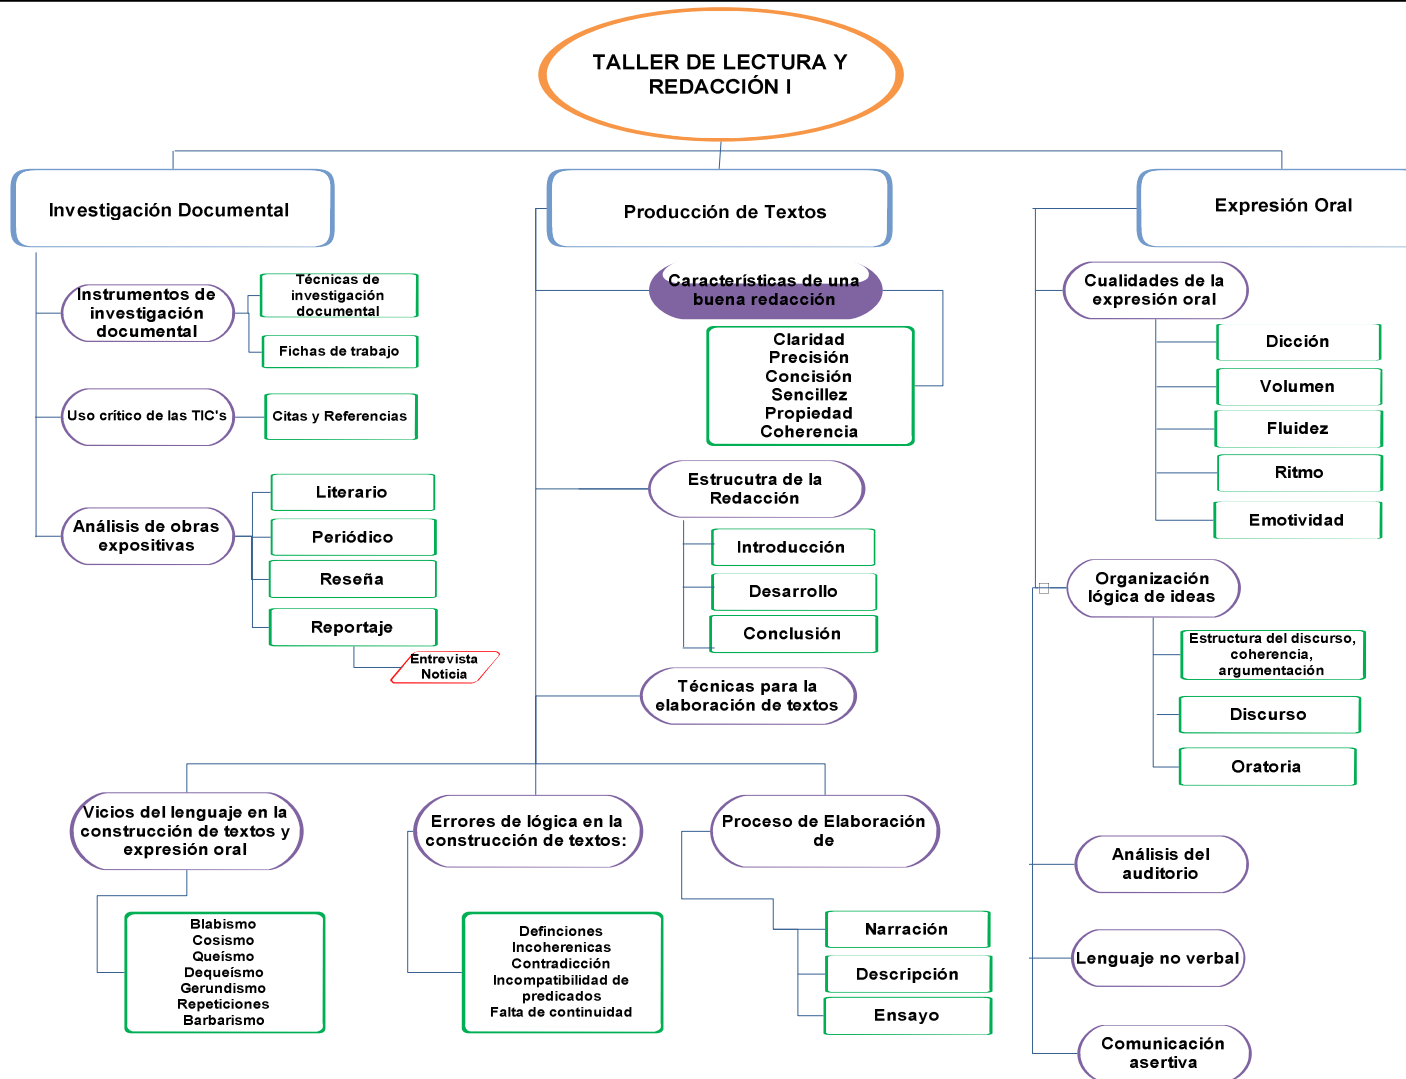 TALLER DE LECTURA Y
REDACCIÓN I
Investigación Documental
Instrumentos de
investigación
documental
Técnicas de
investigación
documental
Fichas de trabajo
Uso crítico de las TIC's
Citas y Referencias
Análisis de obras
expositivas
Literario
Periódico
Reseña
Reportaje
Entrevista
Noticia
Producción de Textos
Características de una
buena redacción
Claridad
Precisión
Concisión
Sencillez
Propiedad
Coherencia
Estrucutra de la
Redacción
Introducción
Desarrollo
Conclusión
Técnicas para la
elaboración de textos
Vicios del lenguaje en la
construcción de textos y
expresión oral
Blabismo
Cosismo
Queísmo
Dequeísmo
Gerundismo
Repeticiones
Barbarismo
Errores de lógica en la
construcción de textos:
Definciones
Incoherenicas
Contradicción
Incompatibilidad de
predicados
Falta de continuidad
Proceso de Elaboración
de
Narración
Descripción
Ensayo
Expresión Oral
Cualidades de la
expresión oral
Dicción
Volumen
Fluidez
Ritmo
Emotividad
Organización
lógica de ideas
Estructura del discurso,
coherencia,
argumentación
Discurso
Oratoria
Análisis del
auditorio
Lenguaje no verbal
Comunicación
asertiva